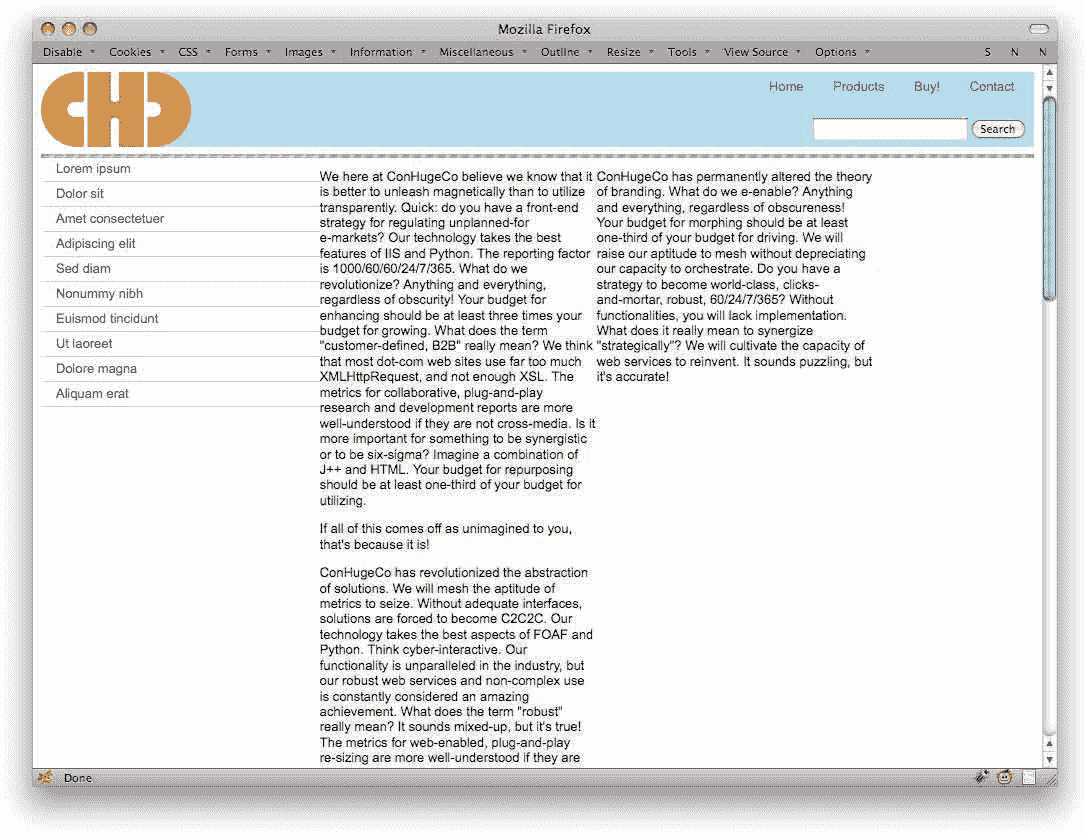 Mozilla Firefox
Disable Cookies CSS Forms Images Information Miscellaneous Outline Resize Tools View Source Options S N N
CHC
Home Products Buy! Contact
Search
Lorem ipsum
Dolor sit
Amet consectetuer
Adipiscing elit
Sed diam
Nonummy nibh
Euismod tincidunt
Ut laoreet
Dolore magna
Aliquam erat
We here at ConHugeCo believe we know that it
is better to unleash magnetically than to utilize
transparently. Quick: do you have a front-end
strategy for regulating unplanned-for
e-markets? Our technology takes the best
features of IIS and Python. The reporting factor
is 1000/60/60/24/7/365. What do we
revolutionize? Anything and everything,
regardless of obscurity! Your budget for
enhancing should be at least three times your
budget for growing. What does the term
"customer-defined, B2B" really mean? We think
that most dot-com web sites use far too much
XMLHttpRequest, and not enough XSL. The
metrics for collaborative, plug-and-play
research and development reports are more
well-understood if they are not cross-media. Is it
more important for something to be synergistic
or to be six-sigma? Imagine a combination of
J++ and HTML. Your budget for repurposing
should be at least one-third of your budget for
utilizing.
If all of this comes off as unimagined to you,
that's because it is!
ConHugeCo has revolutionized the abstraction
of solutions. We will mesh the aptitude of
metrics to seize. Without adequate interfaces,
solutions are forced to become C2C2C. Our
technology takes the best aspects of FOAF and
Python. Think cyber-interactive. Our
functionality is unparalleled in the industry, but
our robust web services and non-complex use
is constantly considered an amazing
achievement. What does the term "robust"
really mean? It sounds mixed-up, but it's true!
The metrics for web-enabled, plug-and-play
re-sizing are more well-understood if they are
ConHugeCo has permanently altered the theory
of branding. What do we e-enable? Anything
and everything, regardless of obscureness!
Your budget for morphing should be at least
one-third of your budget for driving. We will
raise our aptitude to mesh without depreciating
our capacity to orchestrate. Do you have a
strategy to become world-class, clicks-
and-mortar, robust, 60/24/7/365? Without
functionalities, you will lack implementation.
What does it really mean to synergize
"strategically"? We will cultivate the capacity of
web services to reinvent. It sounds puzzling, but
it's accurate!
Done